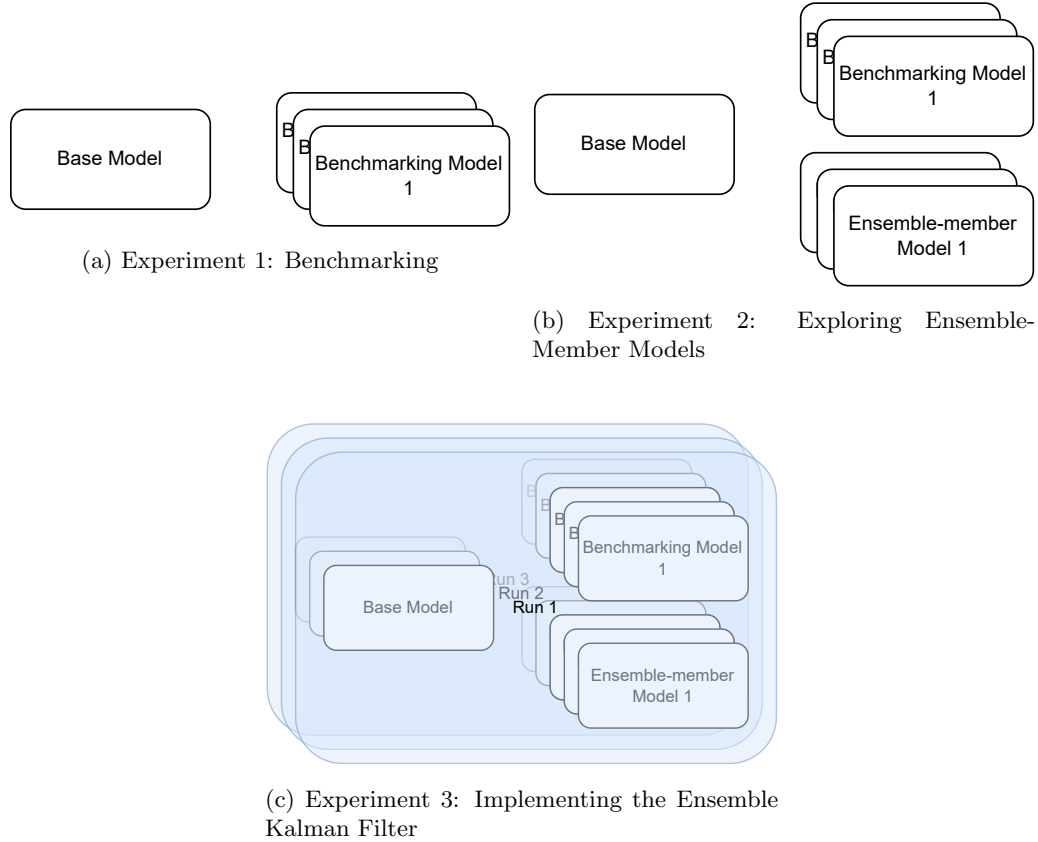 Base Model
B
B
Benchmarking Model
1
(a) Experiment 1: Benchmarking
Base Model
B
B
Benchmarking Model
1
Ensemble-member
Model 1
(b) Experiment 2: Exploring Ensemble-
Member Models
Base Model
Run 3
Run 2
Run 1
B
B
B
B
Benchmarking Model
1
Ensemble-member
Model 1
(c) Experiment 3: Implementing the Ensemble
Kalman Filter